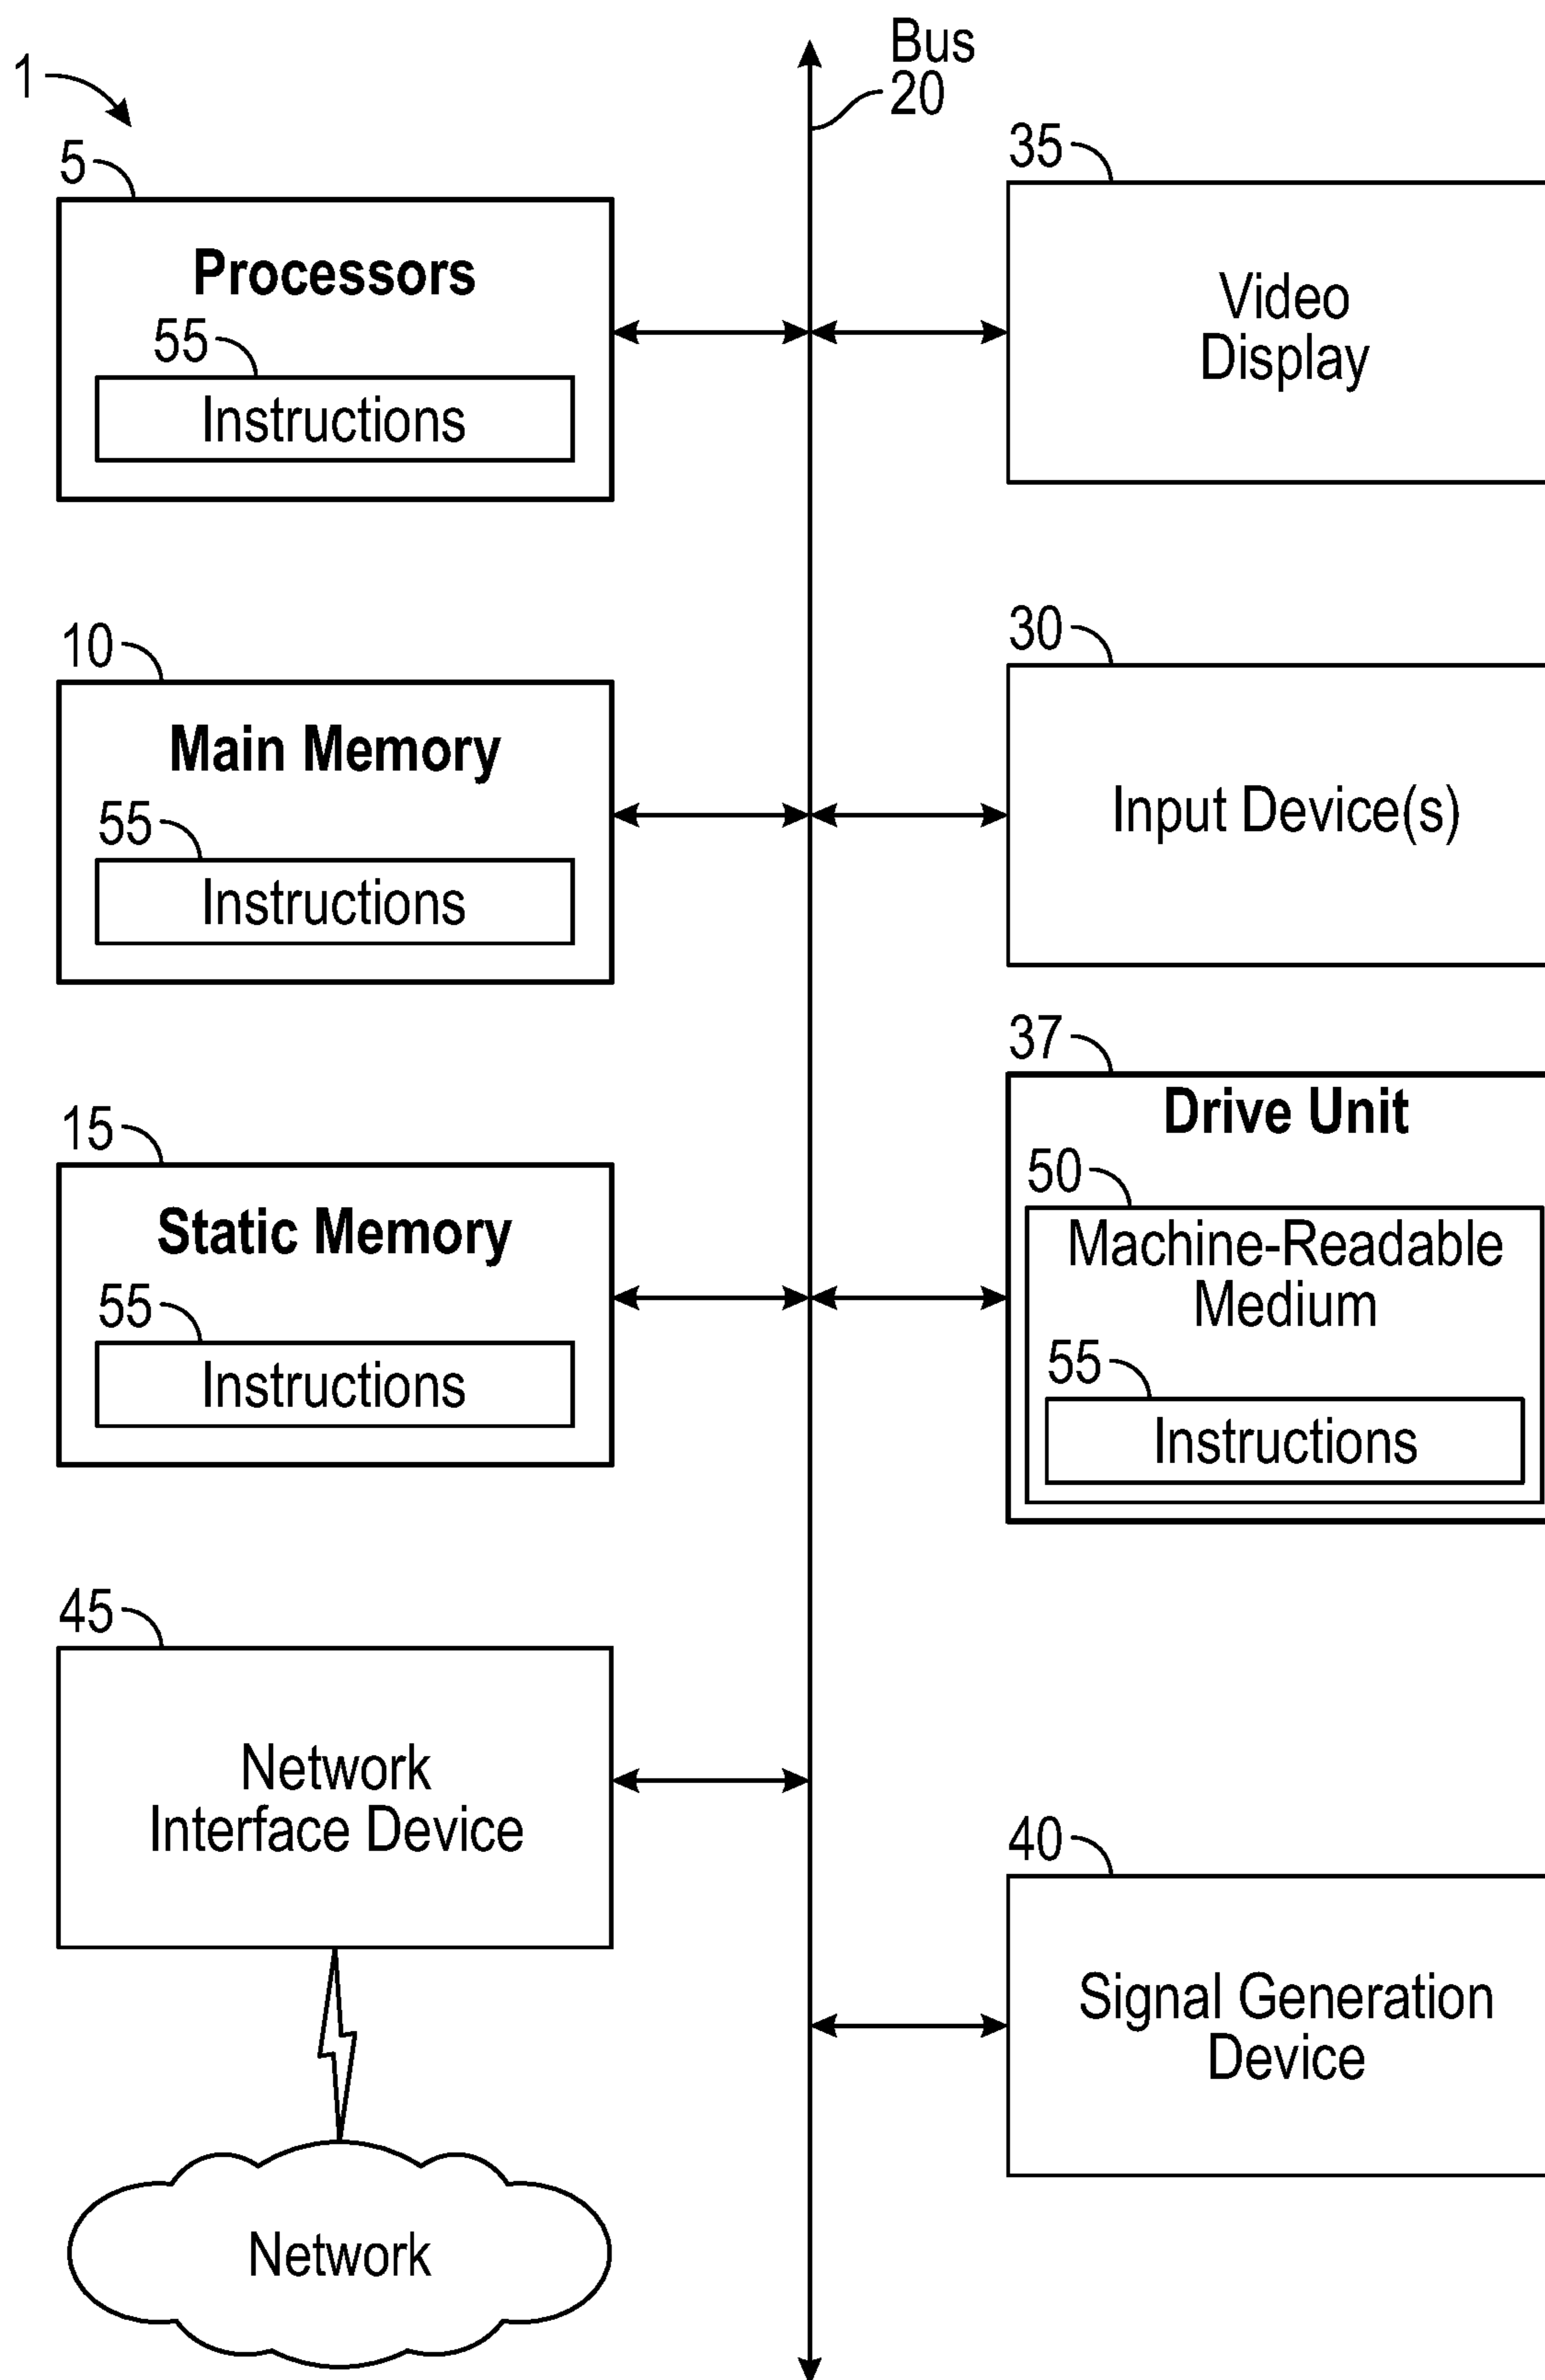 1
Bus
20
5
Processors
55
Instructions
35
Video
Display
10
Main Memory
55
Instructions
30
Input Device(s)
15
Static Memory
55
Instructions
37
Drive Unit
50
Machine-Readable
Medium
55
Instructions
45
Network
Interface Device
40
Signal Generation
Device
Network